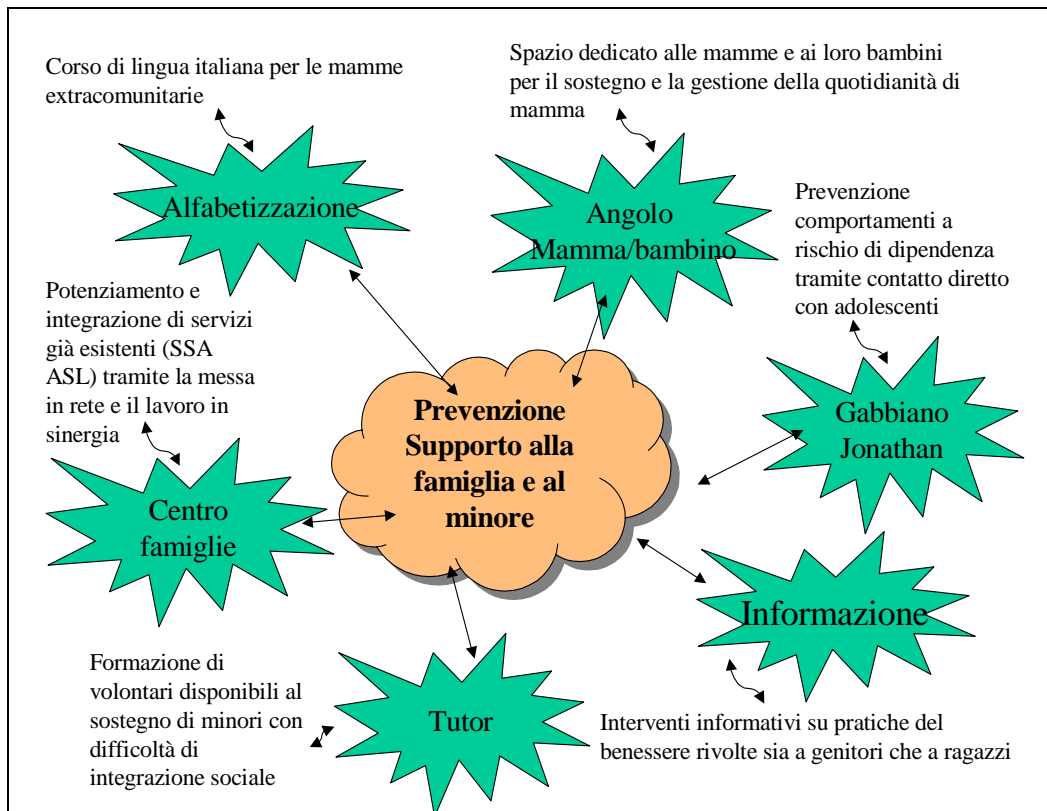 Corso di lingua italiana per le mamme
extracomunitarie
Spazio dedicato alle mamme e ai loro bambini
per il sostegno e la gestione della quotidianità di
mamma
Alfabetizzazione
Angolo
Mamma/bambino
Prevenzione
comportamenti a
rischio di dipendenza
tramite contatto diretto
con adolescenti
Potenziamento e
integrazione di servizi
già esistenti (SSA
ASL) tramite la messa
in rete e il lavoro in
sinergia
Prevenzione
Supporto alla
famiglia e al
minore
Gabbiano
Jonathan
Centro
famiglie
Informazione
Formazione di
volontari disponibili al
sostegno di minori con
difficoltà di
integrazione sociale
Tutor
Interventi informativi su pratiche del
benessere rivolte sia a genitori che a ragazzi